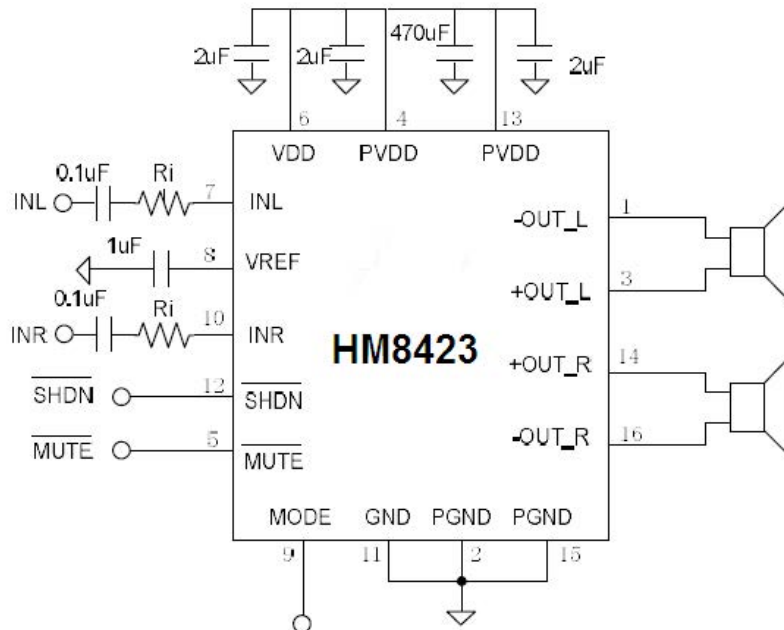 2uF 2uF 470uF 2uF
6 4 13
VDD PVDD PVDD
0.1uF Ri
INL 7 INL
-OUT_L 1
1uF 8 VREF
+OUT_L 3
0.1uF Ri
INR 10 INR
HM8423
+OUT_R 14
SHDN 12 SHDN
-OUT_R 16
MUTE 5 MUTE
MODE GND PGND PGND
9 11 2 15